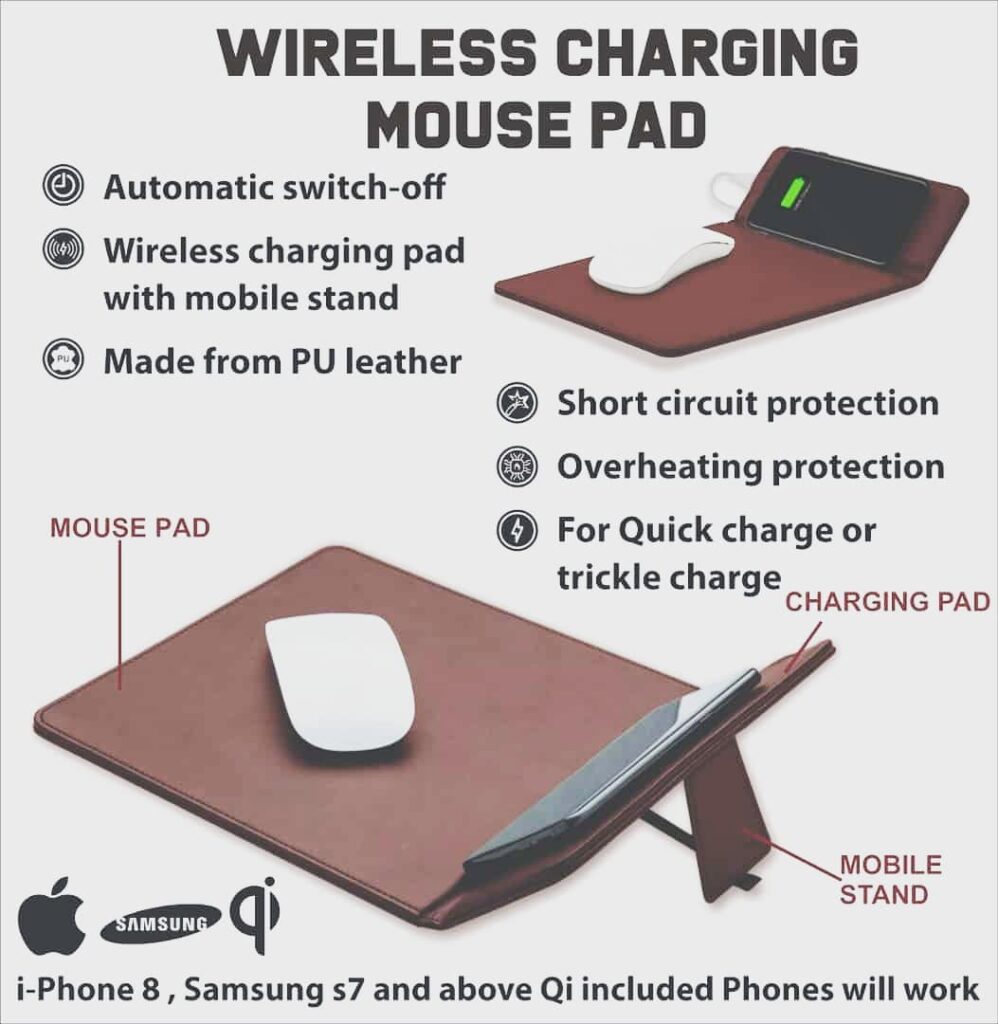 WIRELESS CHARGING
MOUSE PAD
Automatic switch-off
Wireless charging pad
with mobile stand
PU
Made from PU leather
Short circuit protection
Overheating protection
For Quick charge or
trickle charge
MOUSE PAD
CHARGING PAD
MOBILE
STAND
SAMSUNG
qi
i-Phone 8 , Samsung s7 and above Qi included Phones will work